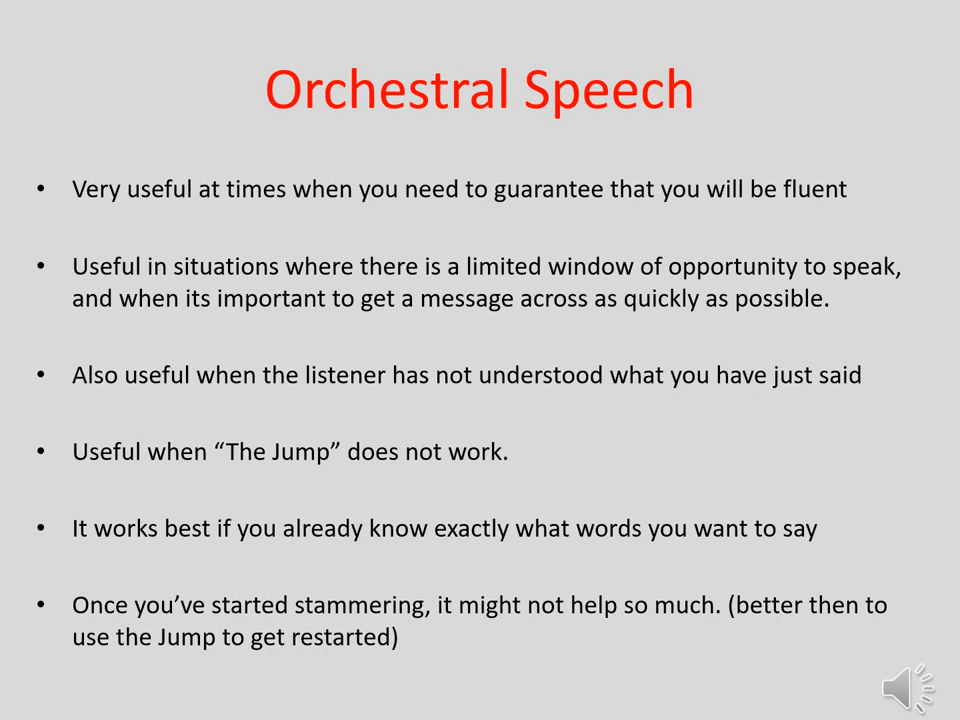 Orchestral Speech
• Very useful at times when you need to guarantee that you will be fluent
• Useful in situations where there is a limited window of opportunity to speak,
and when its important to get a message across as quickly as possible.
• Also useful when the listener has not understood what you have just said
• Useful when “The Jump” does not work.
• It works best if you already know exactly what words you want to say
• Once you’ve started stammering, it might not help so much. (better then to
use the Jump to get restarted)